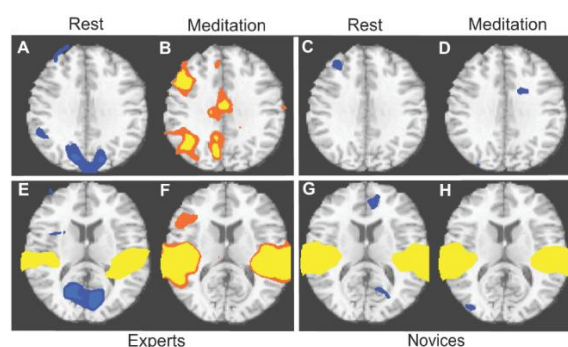 Rest Meditation Rest Meditation
A B C D
E F G H
Experts Novices